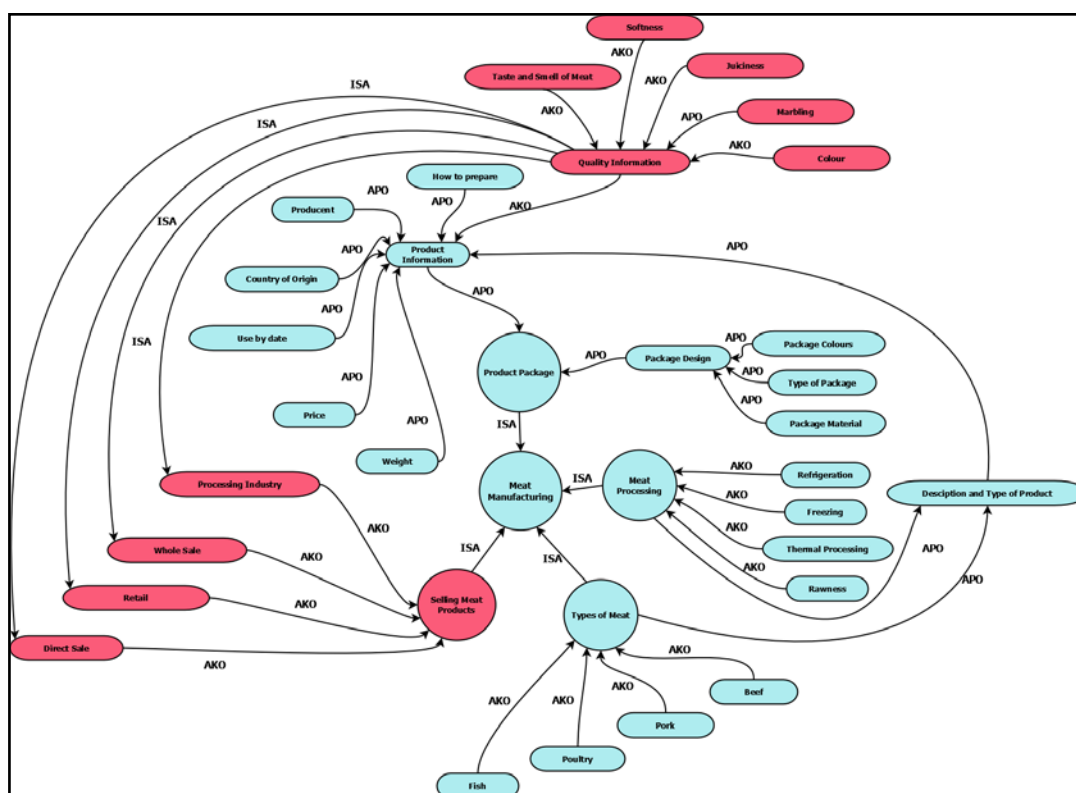 Softness
AKO
ISA
Taste and Smell of Meat
AKO
Juiciness
AKO
AKO
ISA
APO
Marbling
ISA
Quality Information
AKO
Colour
How to prepare
APO
Producent
APO
AKO
ISA
APO
Product
Information
APO
Country of Origin
APO
APO
Use by date
ISA
Product Package
APO
Package Design
APO
Package Colours
APO
Type of Package
APO
Package Material
APO
Price
APO
ISA
Weight
Processing Industry
Meat
Manufacturing
ISA
Meat
Processing
AKO
Refrigeration
AKO
Freezing
Desciption and Type of Product
AKO
AKO
Thermal Processing
AKO
Rawness
APO
Whole Sale
AKO
ISA
ISA
APO
Retail
AKO
Selling Meat
Products
Types of Meat
Direct Sale
AKO
AKO
Beef
AKO
AKO
AKO
Pork
Poultry
Fish